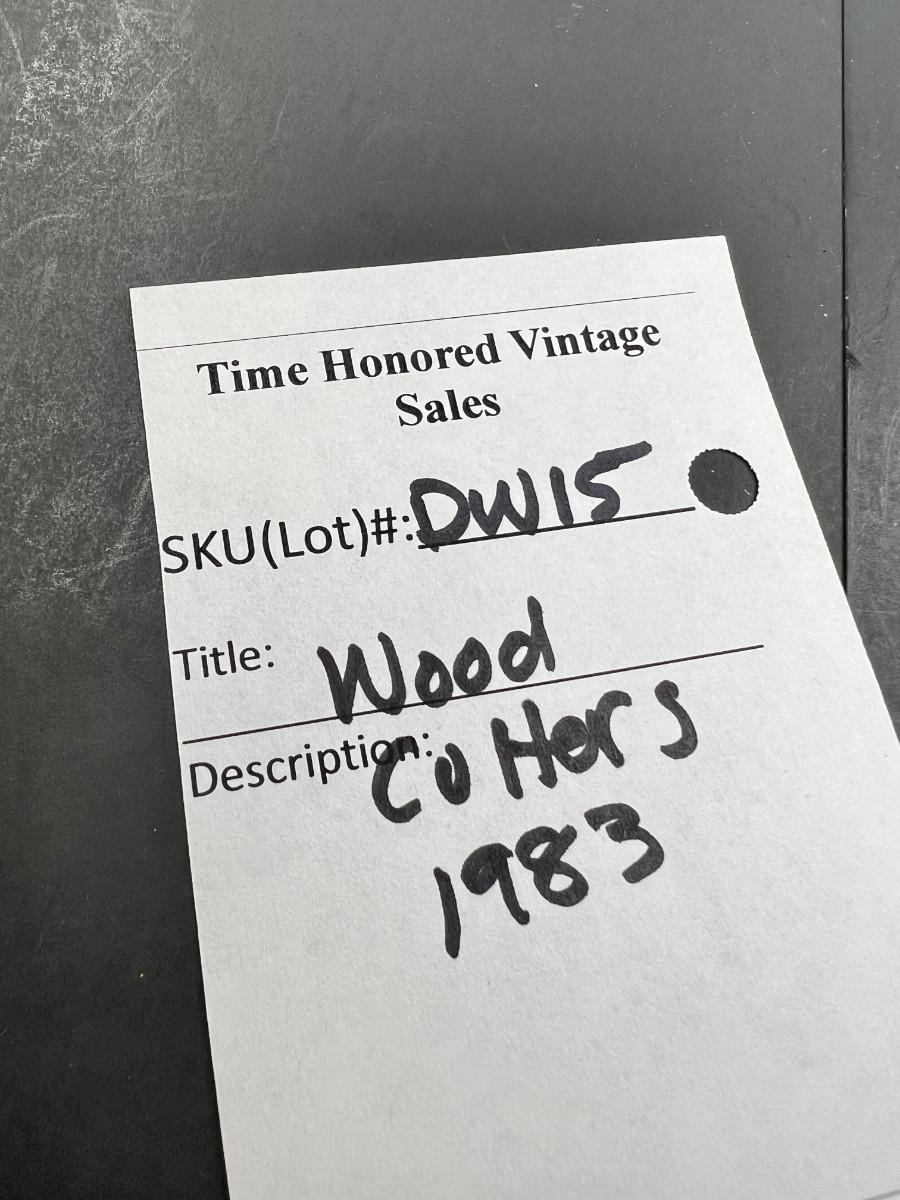 Time Honored Vintage
Sales
SKU(Lot)#: DW15
Title: Wood
Description: Cutters
1983